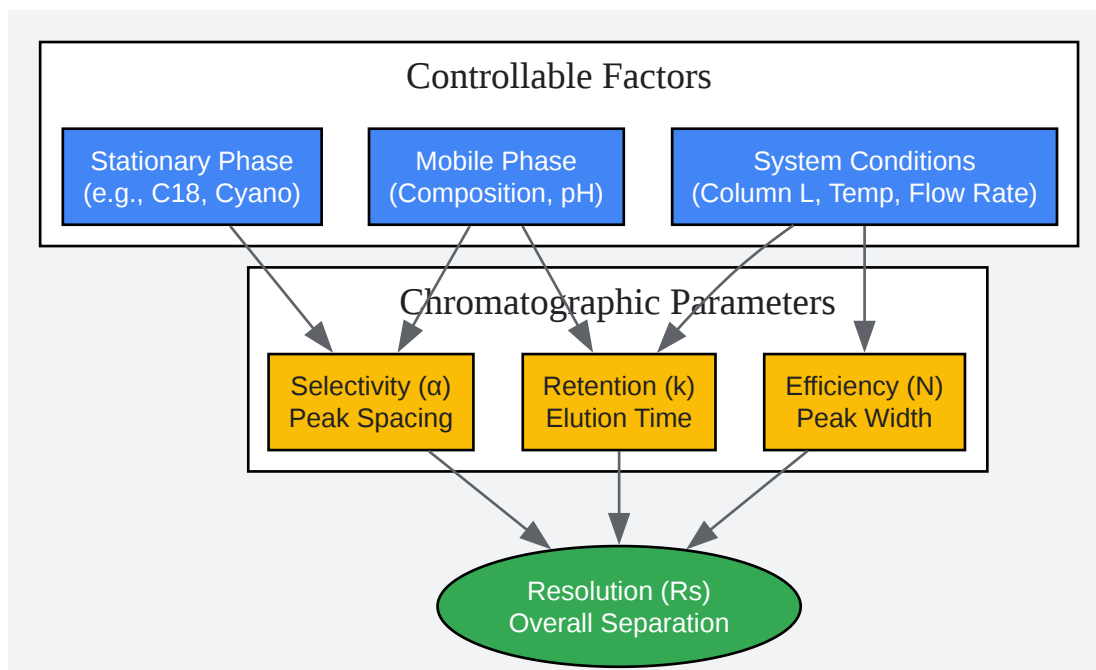 Controllable Factors
Stationary Phase
(e.g., C18, Cyano)
Mobile Phase
(Composition, pH)
System Conditions
(Column L, Temp, Flow Rate)
Chromatographic Parameters
Selectivity (α)
Peak Spacing
Retention (k)
Elution Time
Efficiency (N)
Peak Width
Resolution (Rs)
Overall Separation